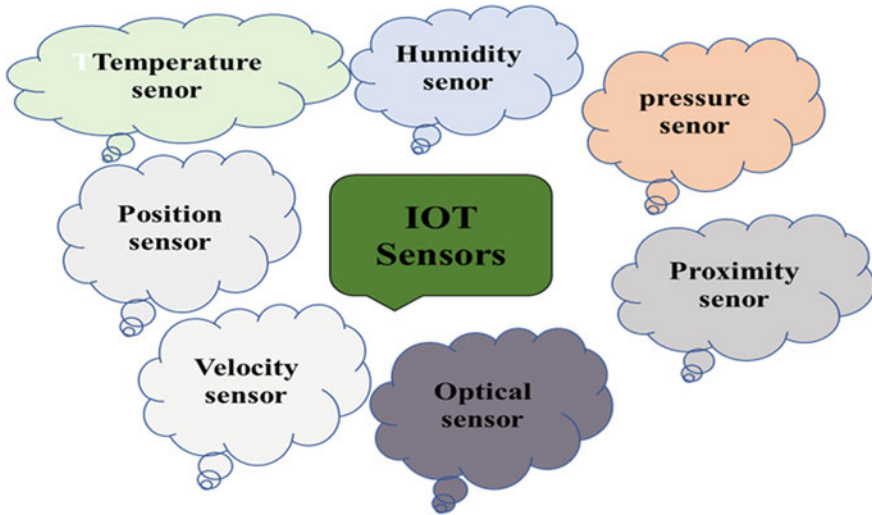 TTemperature
senor
Humidity
senor
pressure
senor
Position
sensor
IOT
Sensors
Proximity
senor
Velocity
sensor
Optical
sensor